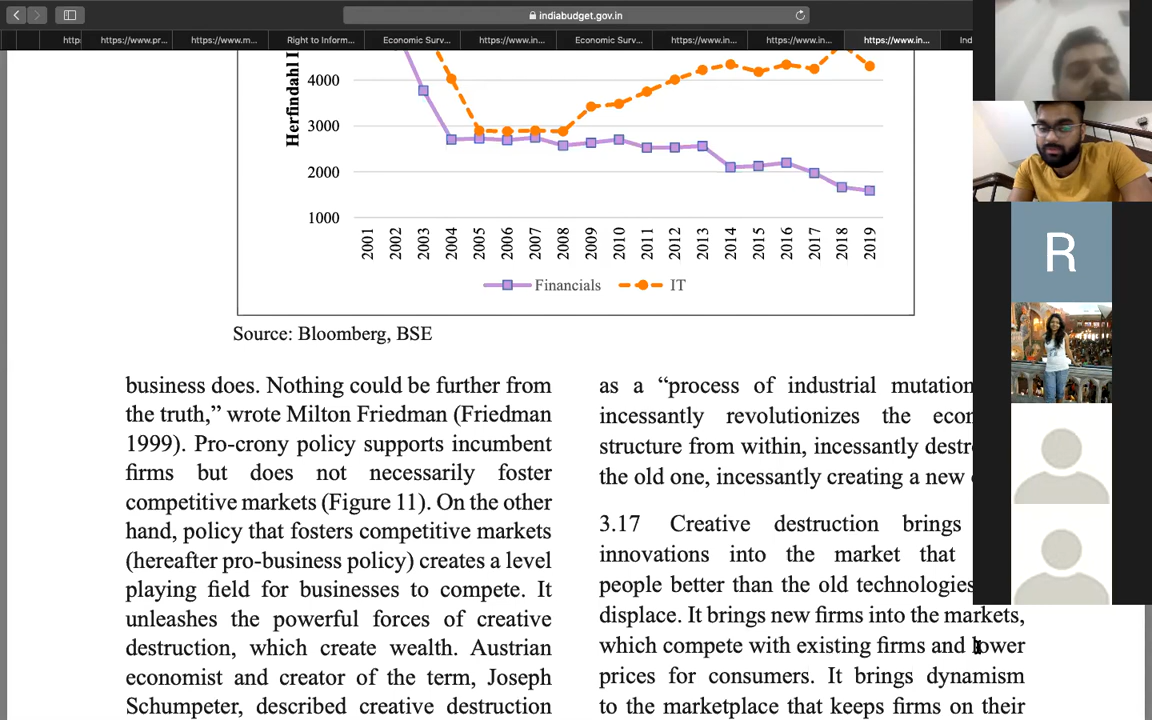 indiabudget.gov.in
http
https://www.pr...
https://www.m...
Right to Inform...
Economic Surv...
https://www.in...
Economic Surv...
https://www.in...
https://www.in...
https://www.in...
Ind
Herfindahl I
4000
3000
2000
1000
2001 2002 2003 2004 2005 2006 2007 2008 2009 2010 2011 2012 2013 2014 2015 2016 2017 2018 2019
Financials IT
Source: Bloomberg, BSE
business does. Nothing could be further from
the truth,” wrote Milton Friedman (Friedman
1999). Pro-crony policy supports incumbent
firms but does not necessarily foster
competitive markets (Figure 11). On the other
hand, policy that fosters competitive markets
(hereafter pro-business policy) creates a level
playing field for businesses to compete. It
unleashes the powerful forces of creative
destruction, which create wealth. Austrian
economist and creator of the term, Joseph
Schumpeter, described creative destruction
as a “process of industrial mutation
incessantly revolutionizes the econ
structure from within, incessantly destr
the old one, incessantly creating a new
3.17 Creative destruction brings
innovations into the market that
people better than the old technologies
displace. It brings new firms into the markets,
which compete with existing firms and lower
prices for consumers. It brings dynamism
to the marketplace that keeps firms on their
R